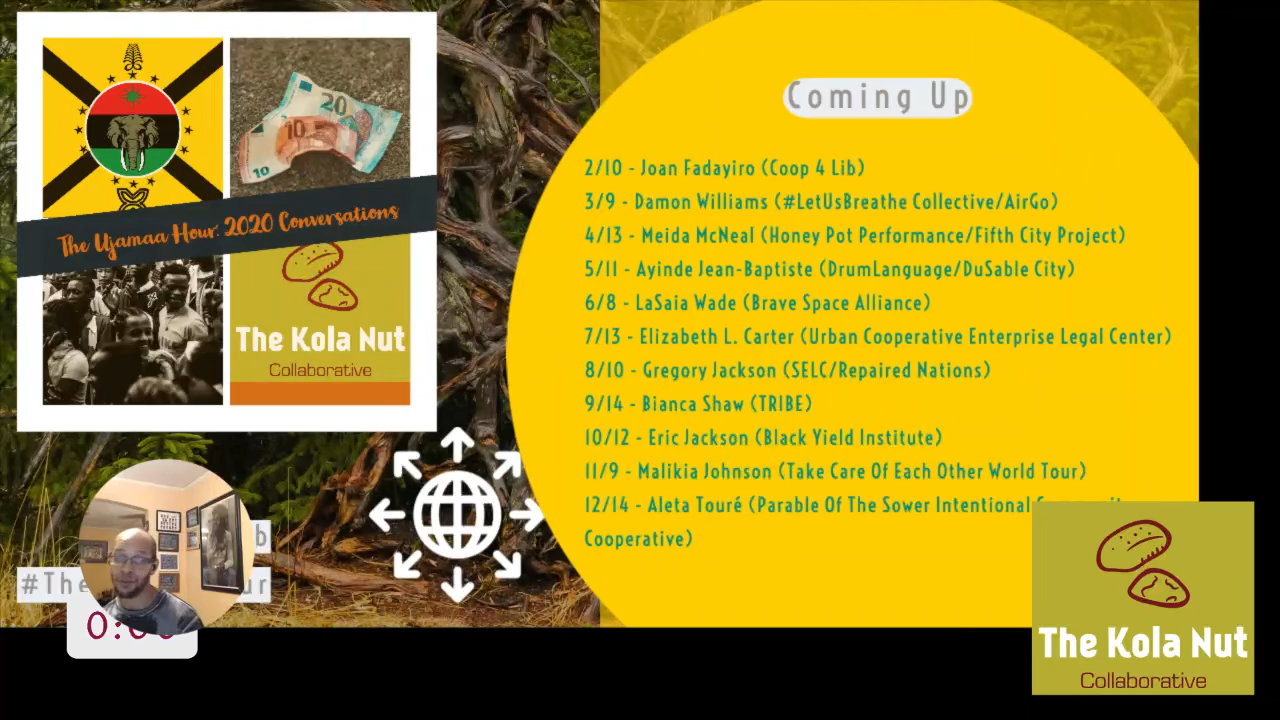 20
10
10
The Ujamaa Hour: 2020 Conversations
The Kola Nut
Collaborative
Coming Up
2/10 - Joan Fadayiro (Coop 4 Lib)
3/9 - Damon Williams (#LetUsBreathe Collective/AirGo)
4/13 - Meida McNeal (Honey Pot Performance/Fifth City Project)
5/11 - Ayinde Jean-Baptiste (DrumLanguage/DuSable City)
6/8 - LaSaia Wade (Brave Space Alliance)
7/13 - Elizabeth L. Carter (Urban Cooperative Enterprise Legal Center)
8/10 - Gregory Jackson (SELC/Repaired Nations)
9/14 - Bianca Shaw (TRIBE)
10/12 - Eric Jackson (Black Yield Institute)
11/9 - Malikia Johnson (Take Care Of Each Other World Tour)
12/14 - Aleta Touré (Parable Of The Sower Intentional
Cooperative)
#The
The Kola Nut
Collaborative